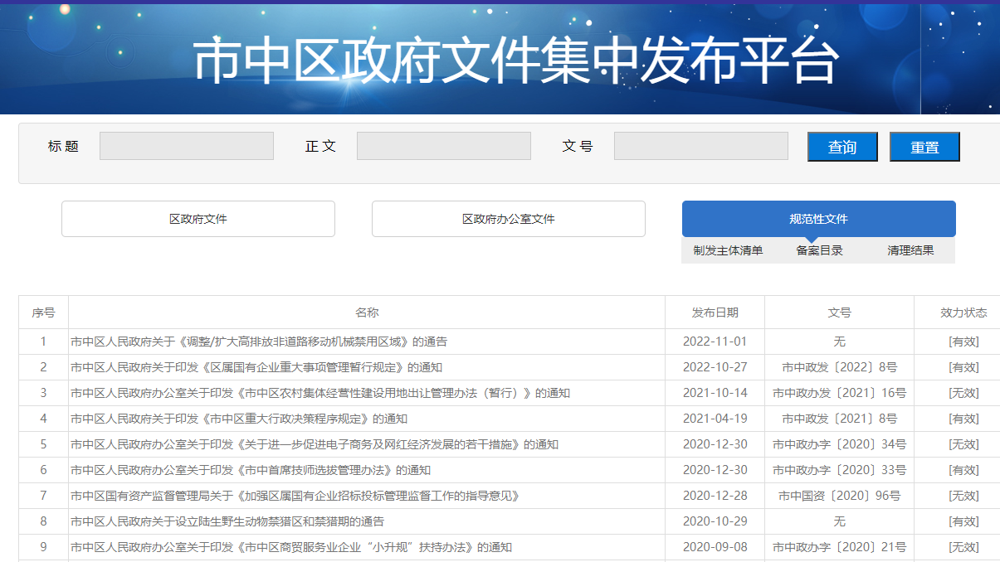 市中区政府文件集中发布平台
标 题 正 文 文 号 查询 重置
区政府文件 区政府办公室文件 规范性文件
制发主体清单 备案目录 清理结果
序号 名称 发布日期 文号 效力状态
1 市中区人民政府关于《调整/扩大高排放非道路移动机械禁用区域》的通告 2022-11-01 无 [有效]
2 市中区人民政府关于印发《区属国有企业重大事项管理暂行规定》的通知 2022-10-27 市中政发〔2022〕8号 [有效]
3 市中区人民政府办公室关于印发《市中区农村集体经营性建设用地出让管理办法（暂行）》的通知 2021-10-14 市中政办发〔2021〕16号 [无效]
4 市中区人民政府关于印发《市中区重大行政决策程序规定》的通知 2021-04-19 市中政发〔2021〕8号 [有效]
5 市中区人民政府办公室关于印发《关于进一步促进电子商务及网红经济发展的若干措施》的通知 2020-12-30 市中政办字〔2020〕34号 [无效]
6 市中区人民政府办公室关于印发《市中首席技师选拔管理办法》的通知 2020-12-30 市中政办字〔2020〕33号 [有效]
7 市中区国有资产监督管理局关于《加强区属国有企业招标投标管理监督工作的指导意见》 2020-12-28 市中国资〔2020〕96号 [无效]
8 市中区人民政府关于设立陆生野生动物禁猎区和禁猎期的通告 2020-10-29 无 [有效]
9 市中区人民政府办公室关于印发《市中区商贸服务业企业“小升规”扶持办法》的通知 2020-09-08 市中政办字〔2020〕21号 [无效]